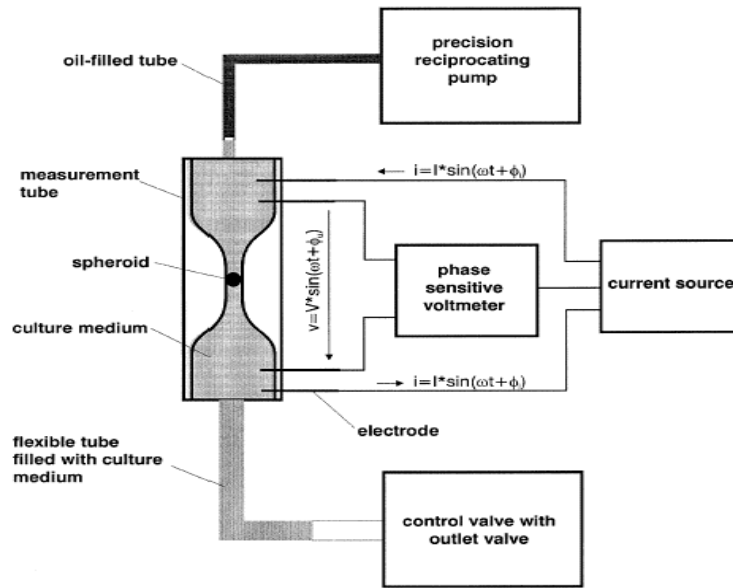 precision
reciprocating
pump
oil-filled tube
measurement
tube
i=I*sin(ωt+ϕᵢ)
spheroid
v=V*sin(ωt+ϕᵤ)
phase
sensitive
voltmeter
current source
culture medium
i=I*sin(ωt+ϕᵢ)
electrode
flexible tube
filled with culture
medium
control valve with
outlet valve